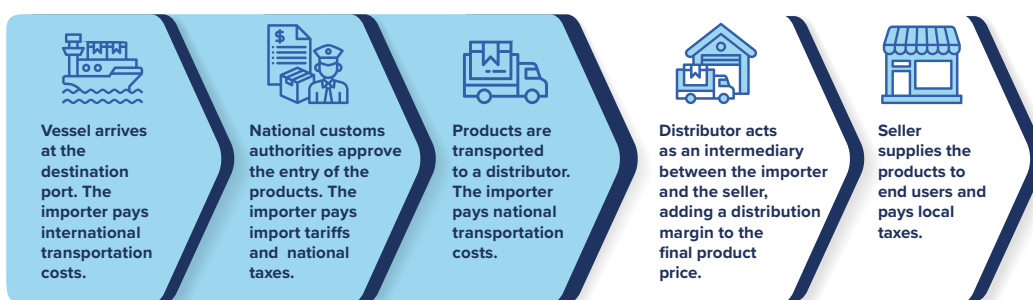 $
Vessel arrives
at the
destination
port. The
importer pays
international
transportation
costs.
National customs
authorities approve
the entry of the
products. The
importer pays
import tariffs
and  national
taxes.
Products are
transported
to a distributor.
The importer
pays national
transportation
costs.
Distributor acts
as an intermediary
between the importer
and the seller,
adding a distribution
margin to the
final product
price.
Seller
supplies the
products to
end users and
pays local
taxes.